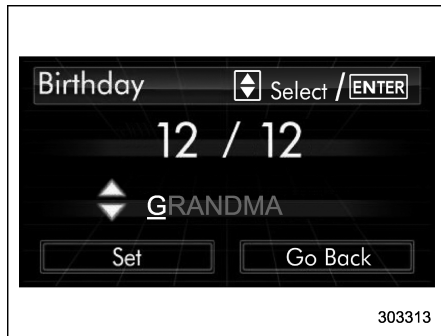 Birthday Select / ENTER
12 / 12
GRANDMA
Set Go Back
303313